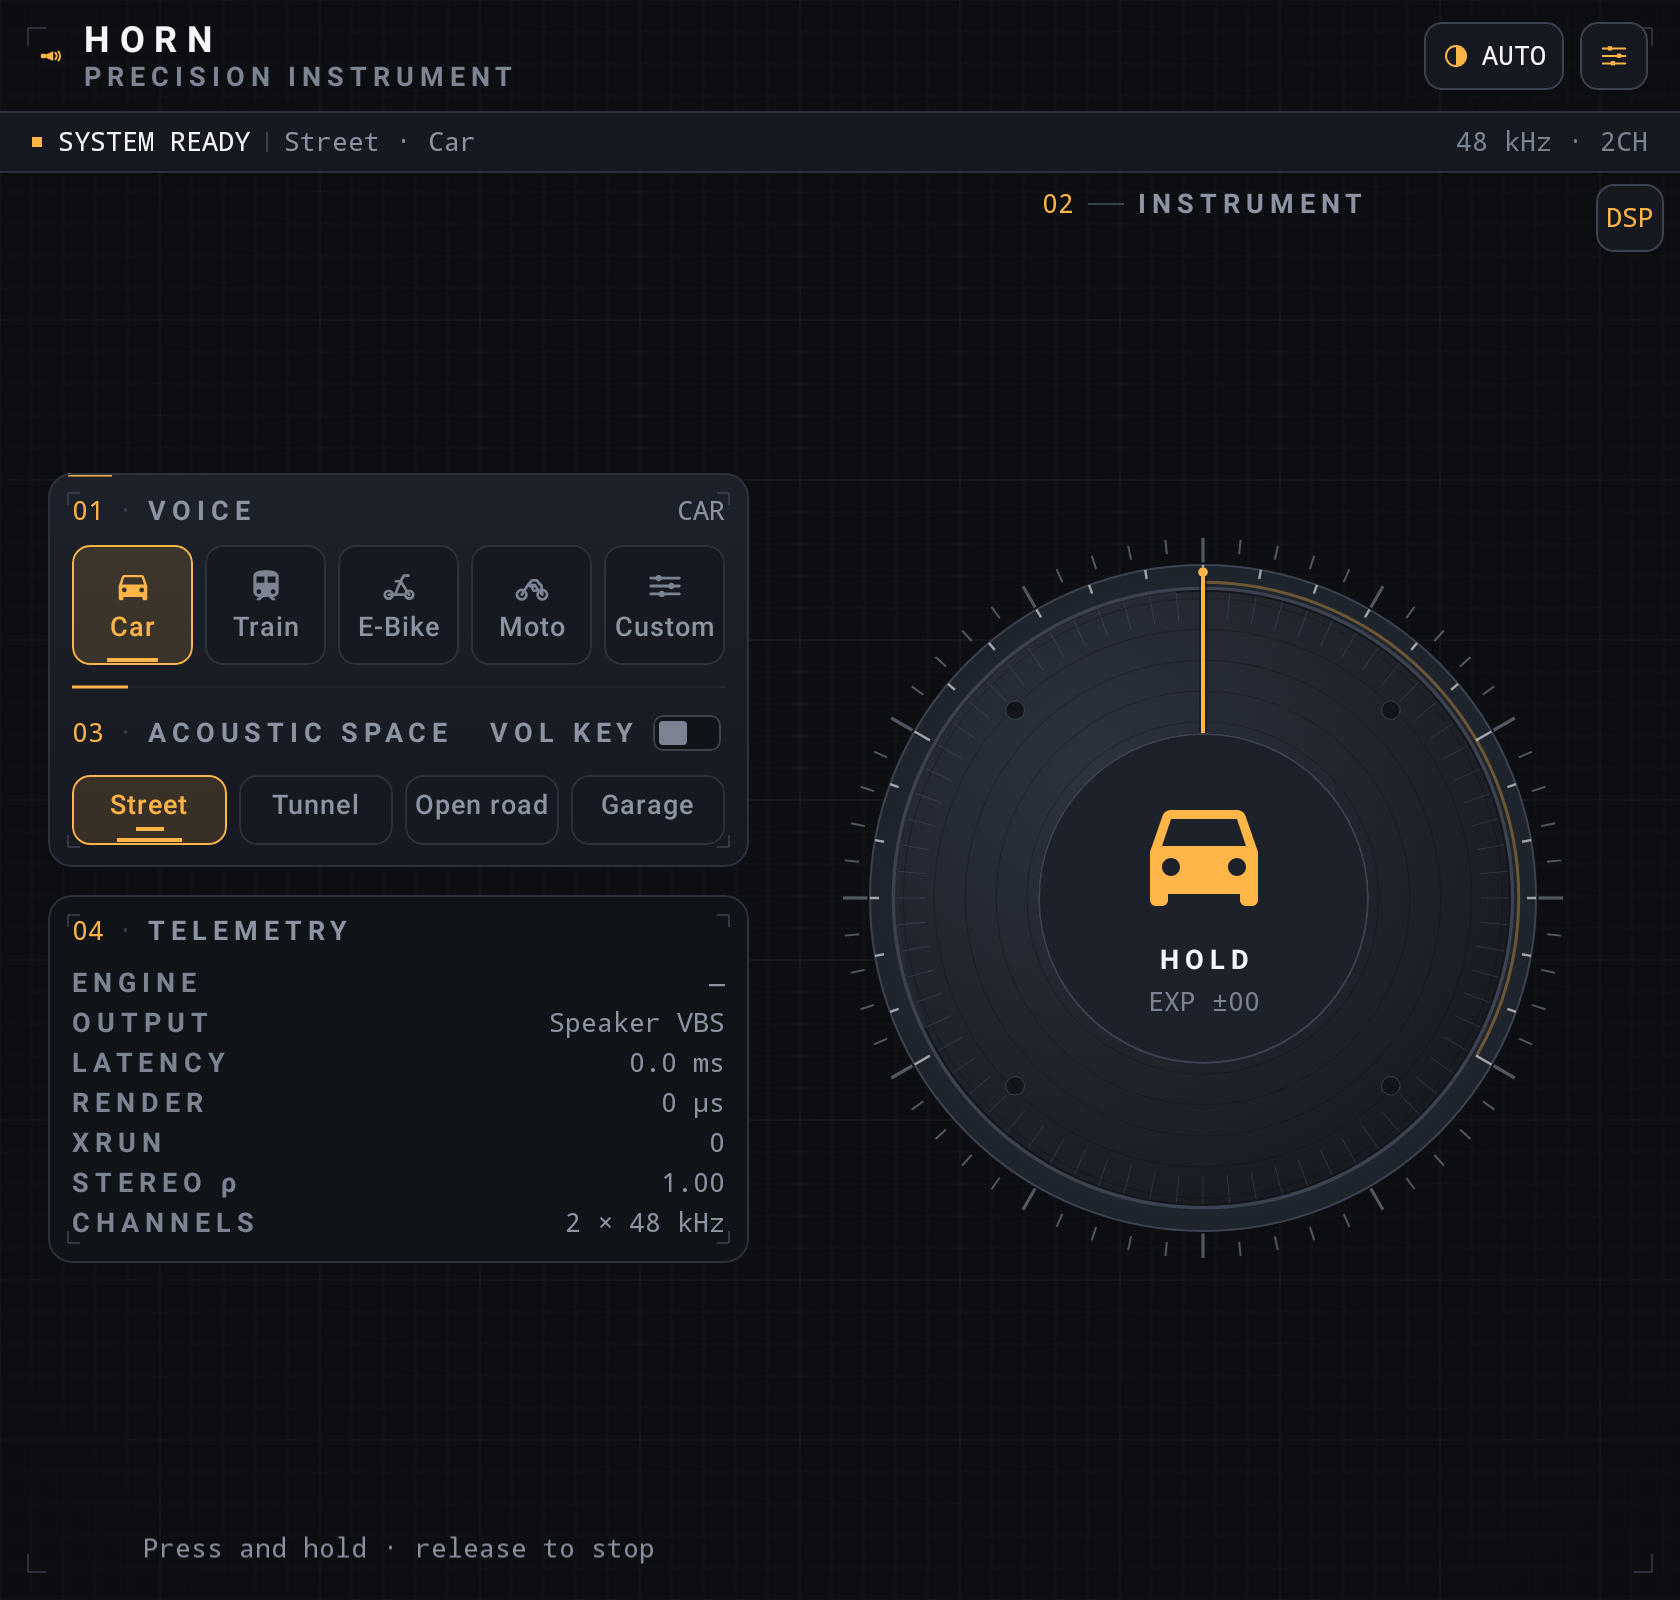 HORN
PRECISION INSTRUMENT
AUTO
SYSTEM READY
Street · Car
48 kHz · 2CH
02 — INSTRUMENT
DSP
01 · VOICE
CAR
Car
Train
E-Bike
Moto
Custom
03 · ACOUSTIC SPACE
VOL KEY
Street
Tunnel
Open road
Garage
04 · TELEMETRY
ENGINE —
OUTPUT Speaker VBS
LATENCY 0.0 ms
RENDER 0 µs
XRUN 0
STEREO ρ 1.00
CHANNELS 2 × 48 kHz
HOLD
EXP ±00
Press and hold · release to stop